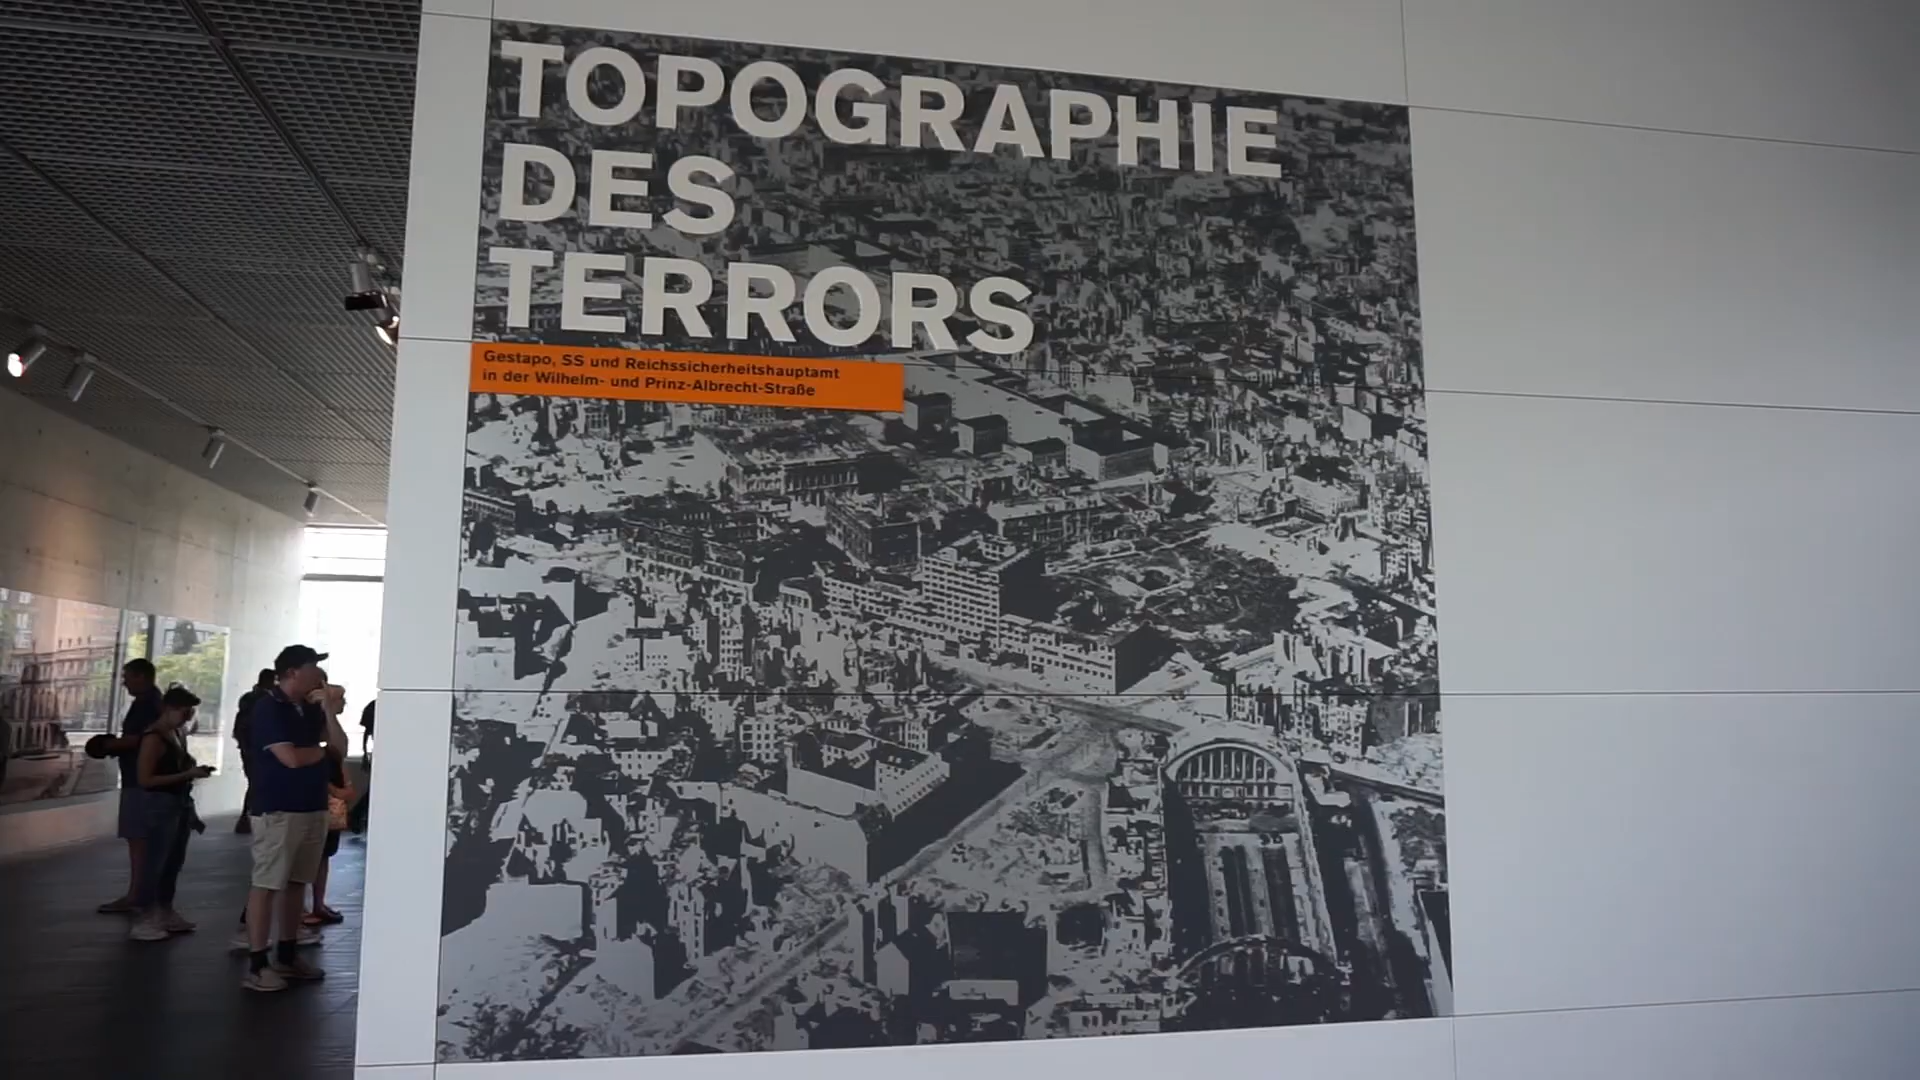 TOPOGRAPHIE
DES
TERRORS
Gestapo, SS und Reichssicherheitshauptamt
in der Wilhelm- und Prinz-Albrecht-Straße